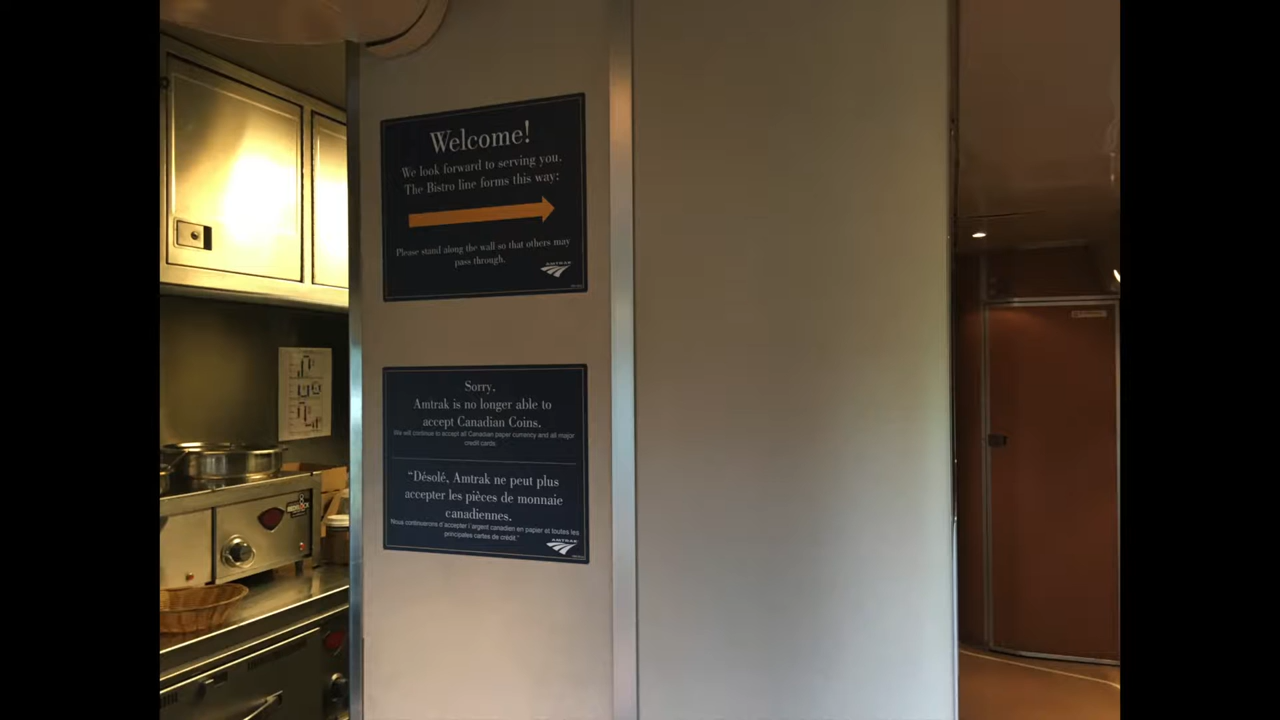 Welcome!
We look forward to serving you.
The Bistro line forms this way:
Please stand along the wall so that others may
pass through.
AMTRAK
Sorry,
Amtrak is no longer able to
accept Canadian Coins.
We will continue to accept all Canadian paper currency and all major
credit cards.
“Désolé, Amtrak ne peut plus
accepter les pièces de monnaie
canadiennes.
Nous continuerons d'accepter l'argent canadien en papier et toutes les
principales cartes de crédit.”
AMTRAK